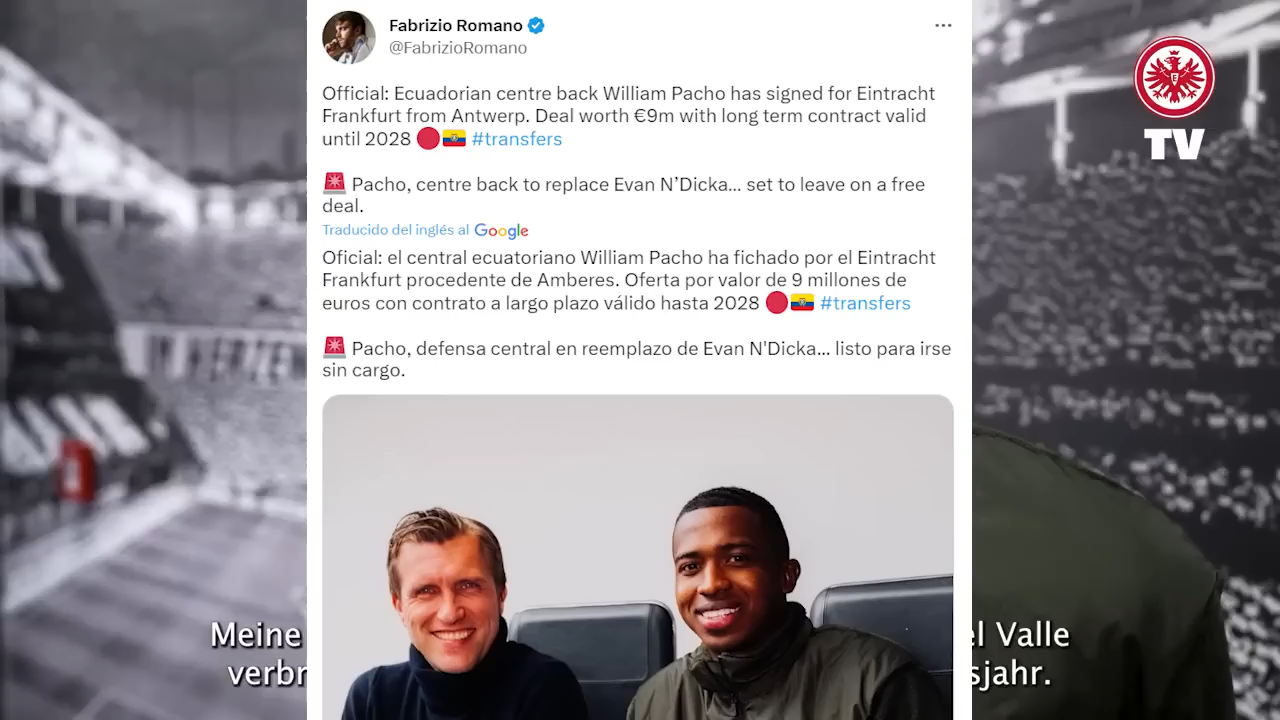 Fabrizio Romano
@FabrizioRomano
Official: Ecuadorian centre back William Pacho has signed for Eintracht
Frankfurt from Antwerp. Deal worth €9m with long term contract valid
until 2028 🔴🇪🇨 #transfers
🚨 Pacho, centre back to replace Evan N’Dicka... set to leave on a free
deal.
Traducido del inglés al Google
Oficial: el central ecuatoriano William Pacho ha fichado por el Eintracht
Frankfurt procedente de Amberes. Oferta por valor de 9 millones de
euros con contrato a largo plazo válido hasta 2028 🔴🇪🇨 #transfers
🚨 Pacho, defensa central en reemplazo de Evan N'Dicka... listo para irse
sin cargo.
TV
HERZEN
Meine
el Valle
verbr
sjahr.